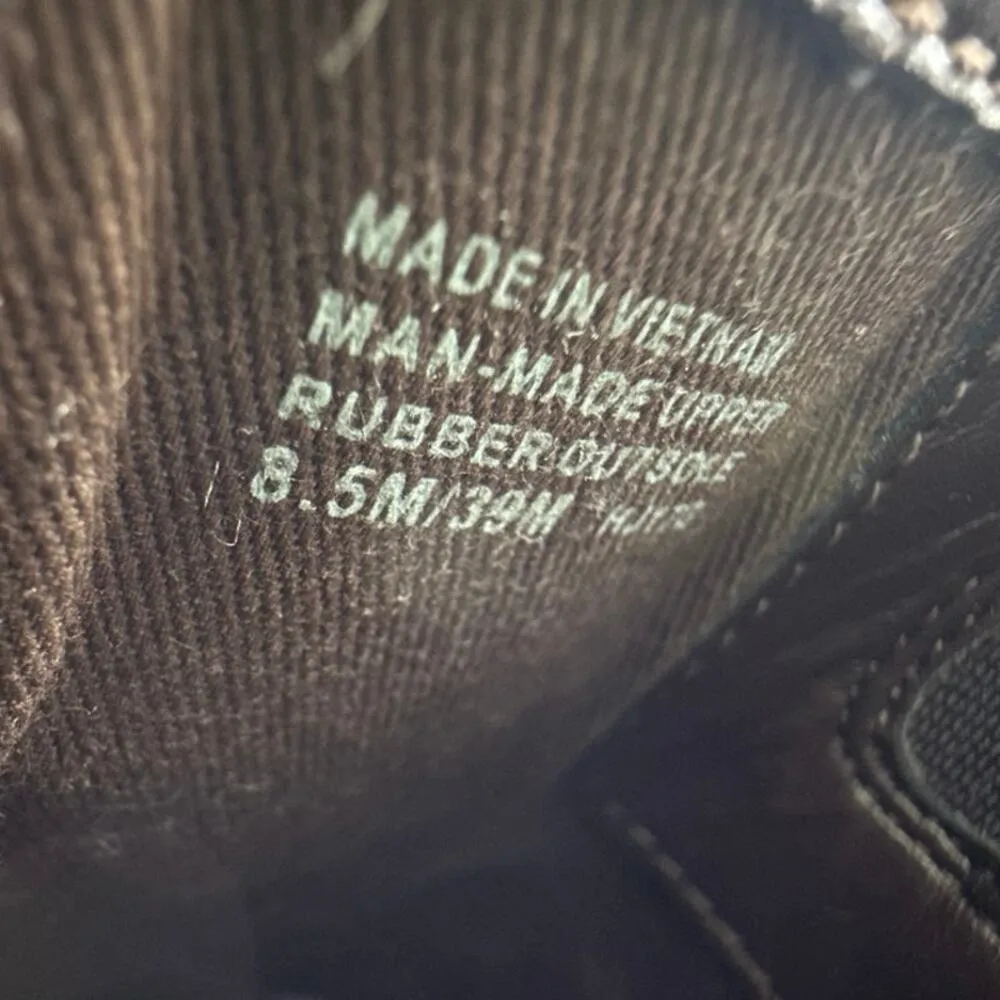 MADE IN VIETNAM
MAN-MADE UPPER
RUBBER OUTSOLE
8.5M/39M